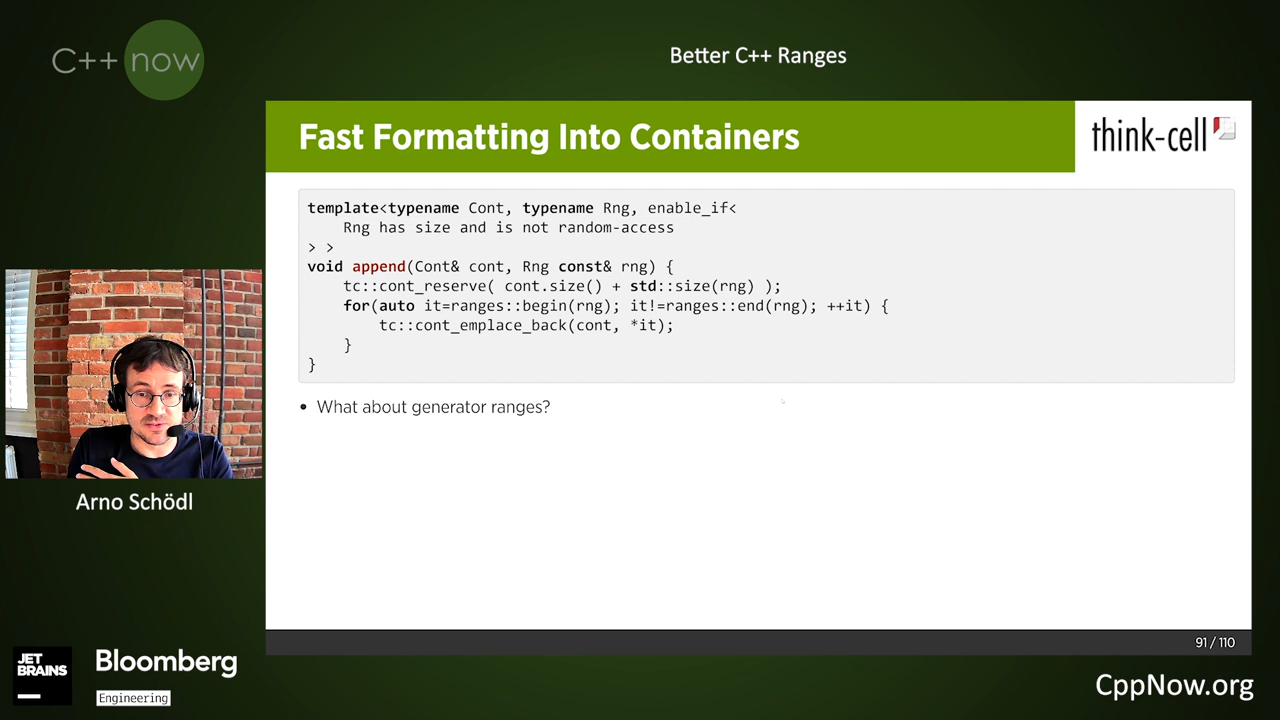 C++ now
Better C++ Ranges
Fast Formatting Into Containers
think-cell
template<typename Cont, typename Rng, enable_if<
    Rng has size and is not random-access
> >
void append(Cont& cont, Rng const& rng) {
    tc::cont_reserve( cont.size() + std::size(rng) );
    for(auto it=ranges::begin(rng); it!=ranges::end(rng); ++it) {
        tc::cont_emplace_back(cont, *it);
    }
}
• What about generator ranges?
Arno Schödl
91 / 110
JET
BRAINS
Bloomberg
Engineering
CppNow.org